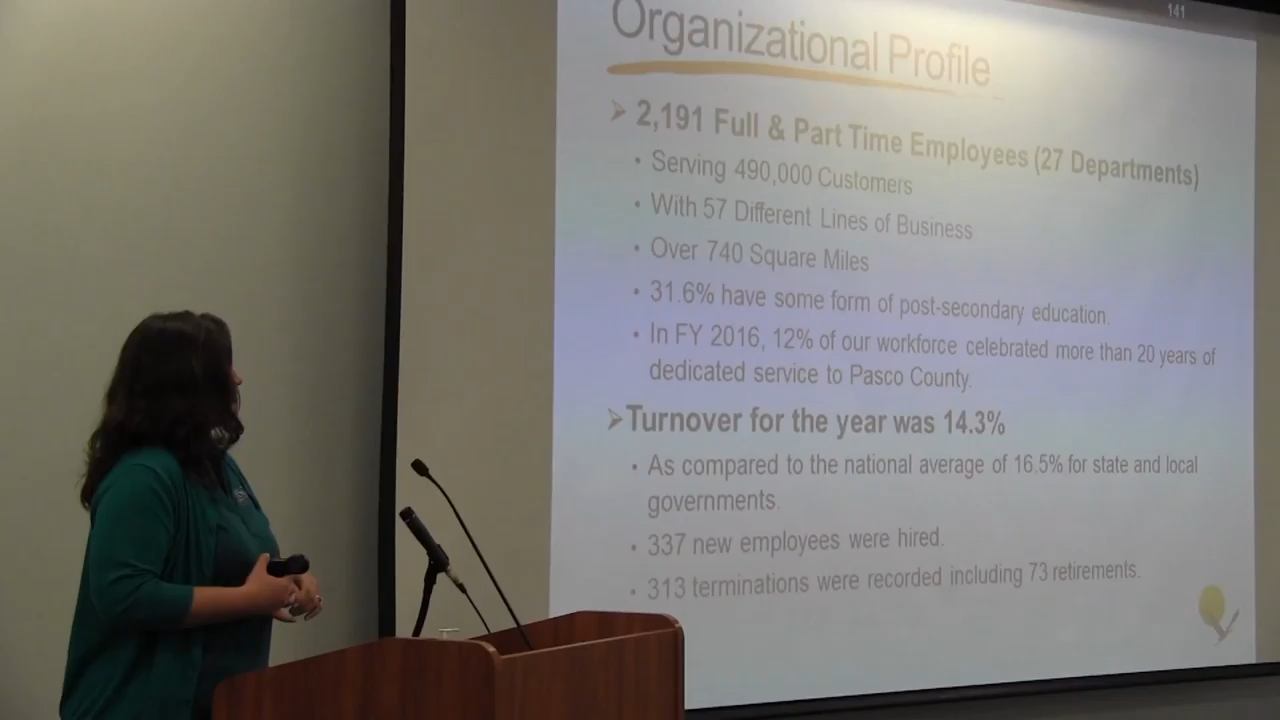 141
Organizational Profile
➢ 2,191 Full & Part Time Employees (27 Departments)
• Serving 490,000 Customers
• With 57 Different Lines of Business
• Over 740 Square Miles
• 31.6% have some form of post-secondary education.
• In FY 2016, 12% of our workforce celebrated more than 20 years of
dedicated service to Pasco County.
➢Turnover for the year was 14.3%
• As compared to the national average of 16.5% for state and local
governments.
• 337 new employees were hired.
• 313 terminations were recorded including 73 retirements.